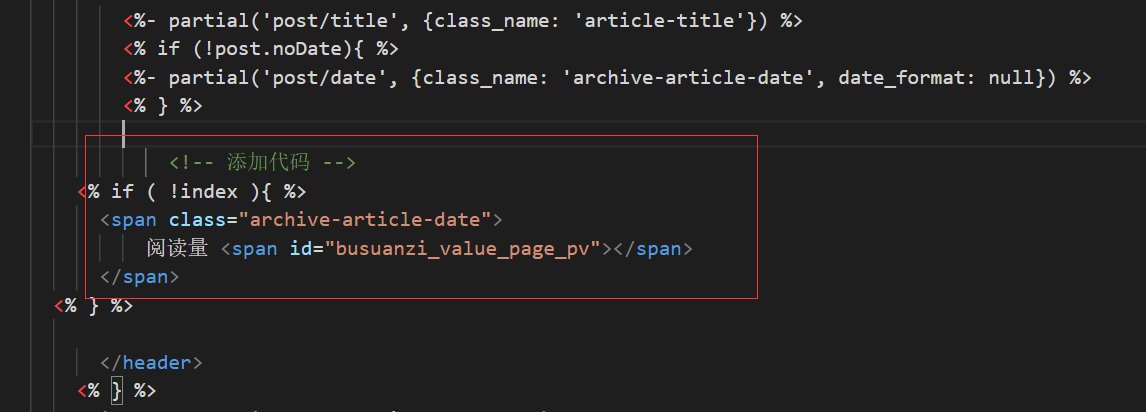 <%- partial('post/title', {class_name: 'article-title'}) %>
<% if (!post.noDate){ %>
<%- partial('post/date', {class_name: 'archive-article-date', date_format: null}) %>
<% } %>
<!-- 添加代码 -->
<% if ( !index ){ %>
<span class="archive-article-date">
阅读量 <span id="busuanzi_value_page_pv"></span>
</span>
<% } %>
</header>
<% } %>